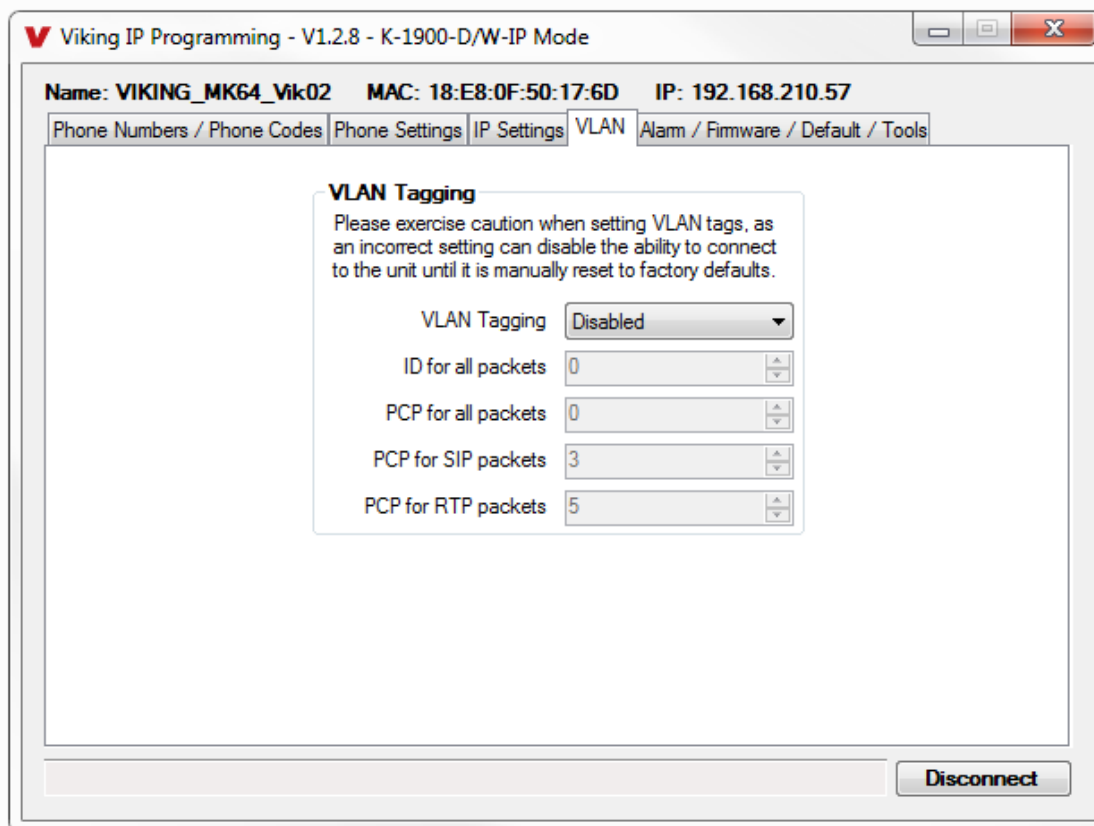 Viking IP Programming - V1.2.8 - K-1900-D/W-IP Mode
Name: VIKING_MK64_Vik02 MAC: 18:E8:0F:50:17:6D IP: 192.168.210.57
Phone Numbers / Phone Codes Phone Settings IP Settings VLAN Alarm / Firmware / Default / Tools
VLAN Tagging
Please exercise caution when setting VLAN tags, as
an incorrect setting can disable the ability to connect
to the unit until it is manually reset to factory defaults.
VLAN Tagging Disabled
ID for all packets 0
PCP for all packets 0
PCP for SIP packets 3
PCP for RTP packets 5
Disconnect